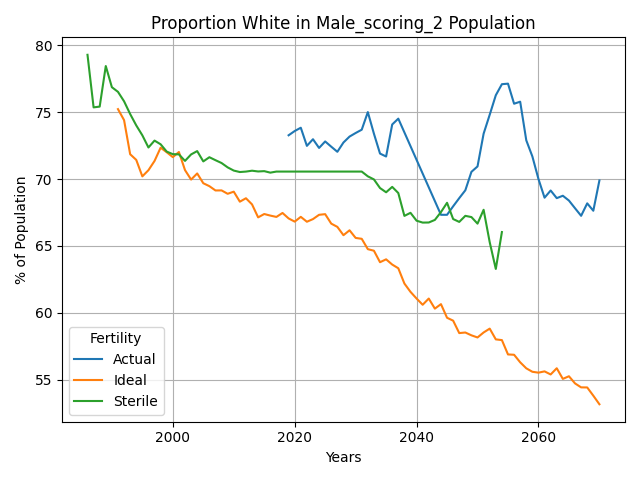 Proportion White in Male_scoring_2 Population
% of Population
80
75
70
65
60
55
Fertility
Actual
Ideal
Sterile
2000
2020
2040
2060
Years